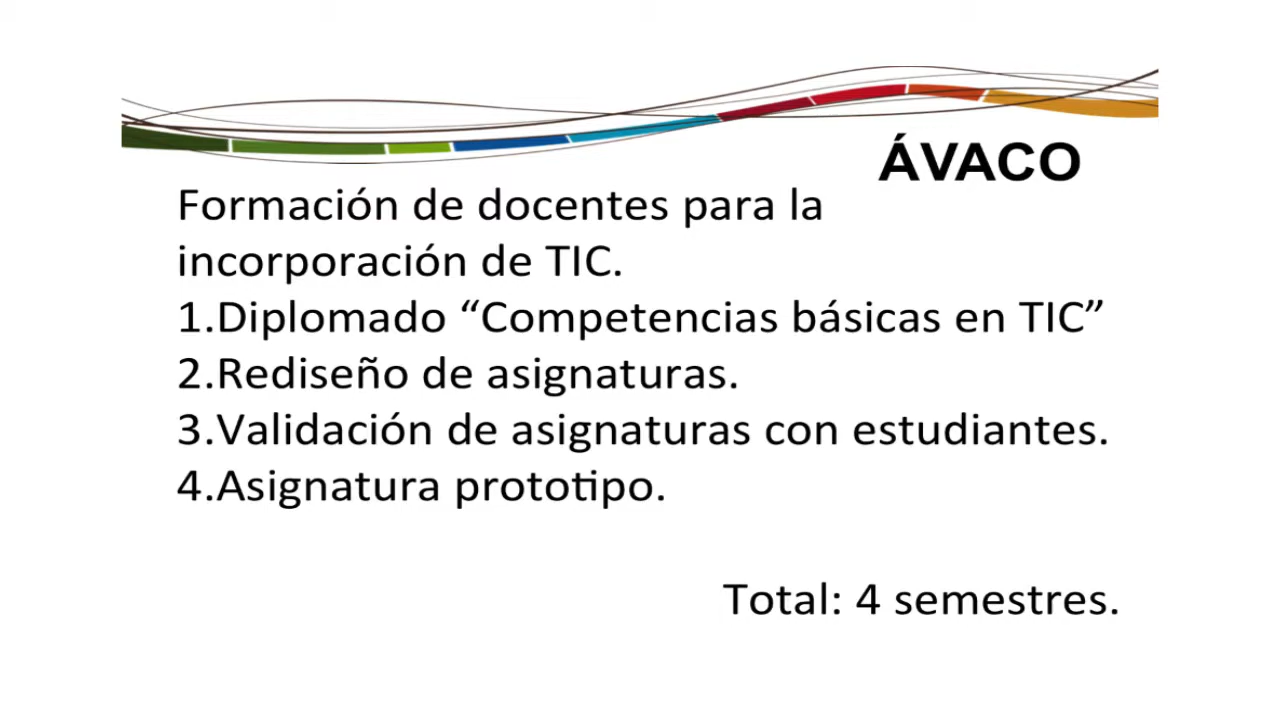 ÁVACO
Formación de docentes para la
incorporación de TIC.
1.Diplomado “Competencias básicas en TIC”
2.Rediseño de asignaturas.
3.Validación de asignaturas con estudiantes.
4.Asignatura prototipo.
Total: 4 semestres.